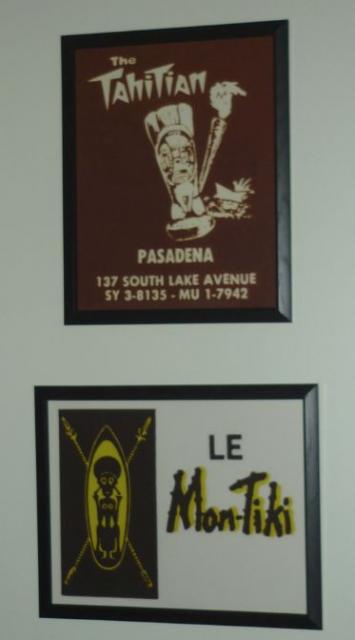 The
TAHITIAN
PASADENA
137 SOUTH LAKE AVENUE
SY 3-8135 - MU 1-7942
LE
Mon-Tiki